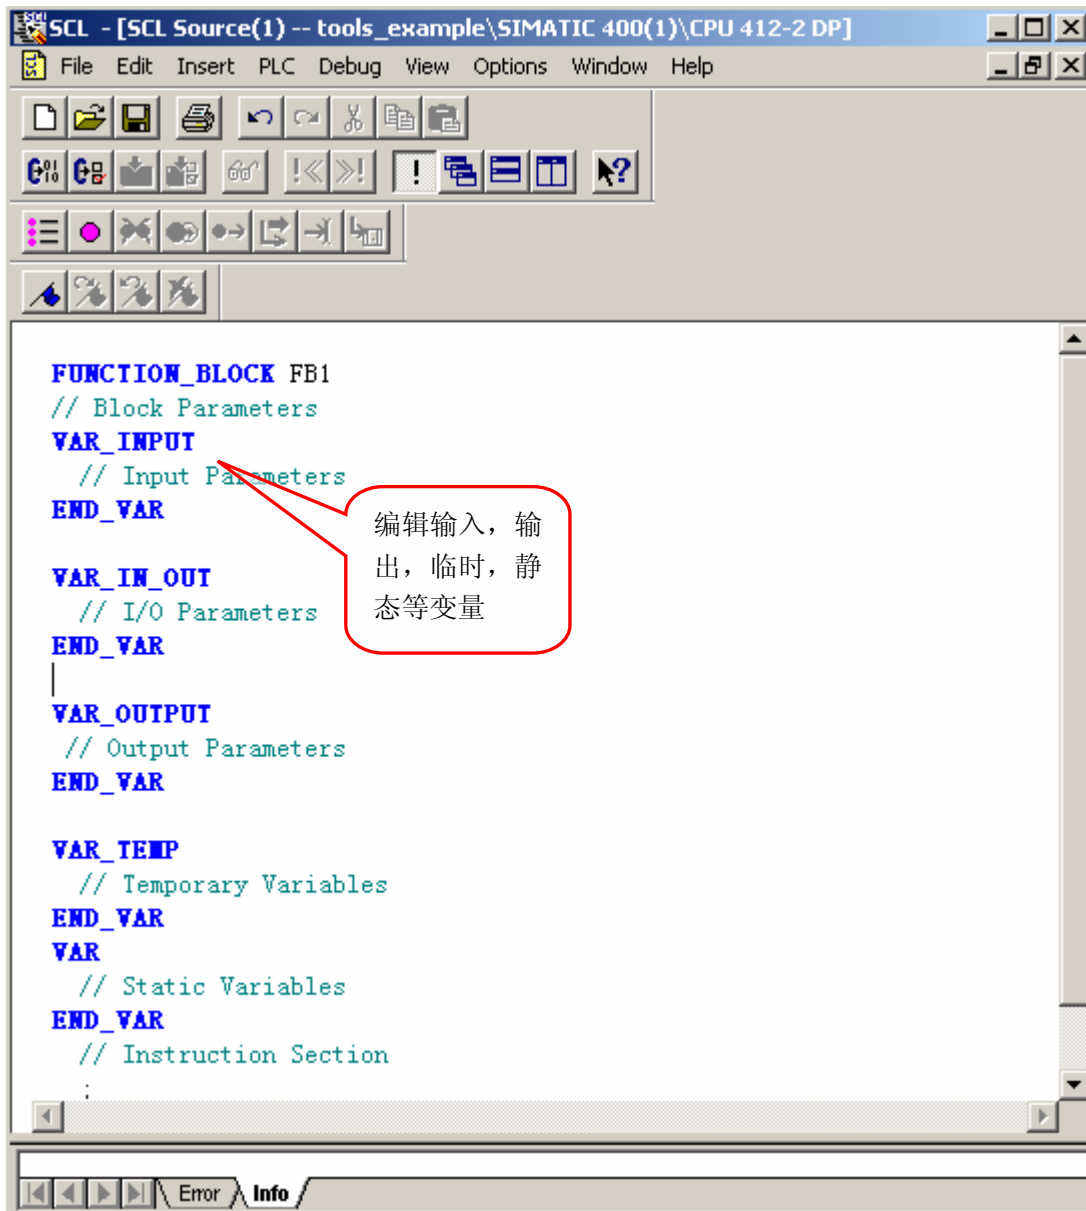 SCL - [SCL Source(1) -- tools_example\SIMATIC 400(1)\CPU 412-2 DP]
File Edit Insert PLC Debug View Options Window Help
FUNCTION_BLOCK FB1
// Block Parameters
VAR_INPUT
// Input Parameters
END_VAR
编辑输入，输
出，临时，静
态等变量
VAR_IN_OUT
// I/O Parameters
END_VAR
VAR_OUTPUT
// Output Parameters
END_VAR
VAR_TEMP
// Temporary Variables
END_VAR
VAR
// Static Variables
END_VAR
// Instruction Section
Error Info